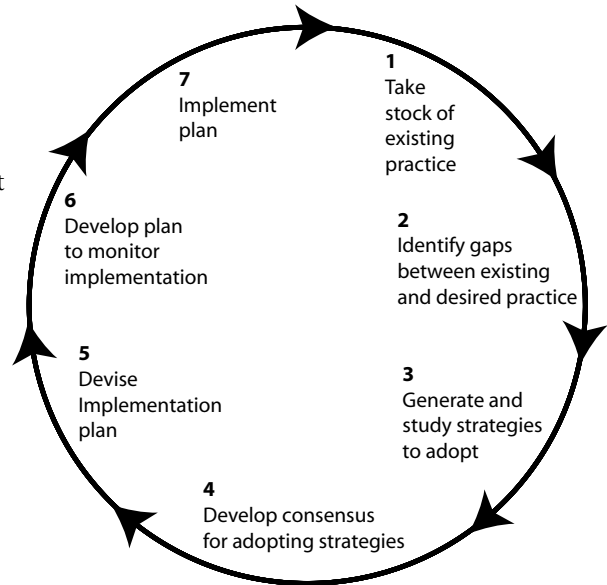 1
Take
stock of
existing
practice
2
Identify gaps
between existing
and desired practice
3
Generate and
study strategies
to adopt
4
Develop consensus
for adopting strategies
5
Devise
Implementation
plan
6
Develop plan
to monitor
implementation
7
Implement
plan
t